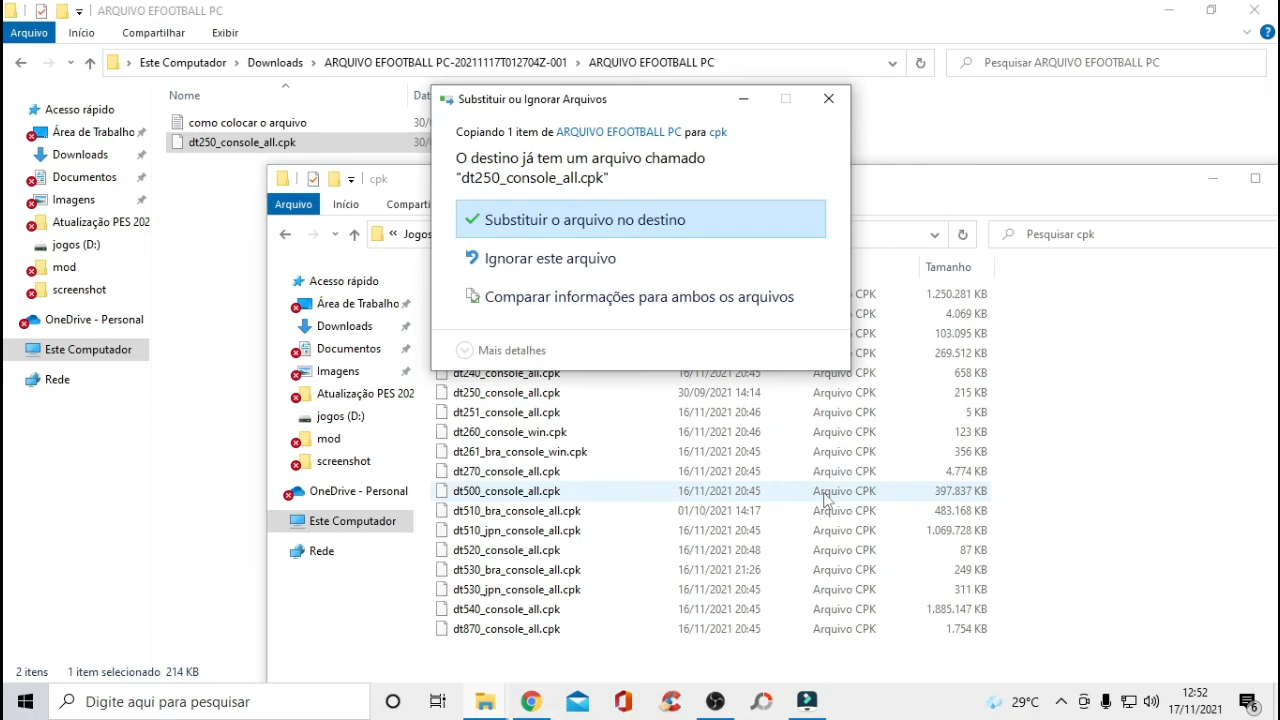 ARQUIVO EFOOTBALL PC
Arquivo Início Compartilhar Exibir
Este Computador Downloads ARQUIVO EFOOTBALL PC-20211117T012704Z-001 ARQUIVO EFOOTBALL PC
Pesquisar ARQUIVO EFOOTBALL PC
Acesso rápido
Área de Trabalho
Downloads
Documentos
Imagens
Atualização PES 202
jogos (D:)
mod
screenshot
OneDrive - Personal
Este Computador
Rede
Nome Dat
como colocar o arquivo 30/
dt250_console_all.cpk 30/
Substituir ou Ignorar Arquivos
Copiando 1 item de ARQUIVO EFOOTBALL PC para cpk
O destino já tem um arquivo chamado
"dt250_console_all.cpk"
Substituir o arquivo no destino
Ignorar este arquivo
Comparar informações para ambos os arquivos
Mais detalhes
cpk
Arquivo Início Comparti
« Jogos
Pesquisar cpk
Acesso rápido
Área de Trabalho
Downloads
Documentos
Imagens
Atualização PES 202
jogos (D:)
mod
screenshot
OneDrive - Personal
Este Computador
Rede
Tamanho
CPK 1.250.281 KB
CPK 4.069 KB
CPK 103.095 KB
CPK 269.512 KB
dt240_console_all.cpk 16/11/2021 20:45 Arquivo CPK 658 KB
dt250_console_all.cpk 30/09/2021 14:14 Arquivo CPK 215 KB
dt251_console_all.cpk 16/11/2021 20:46 Arquivo CPK 5 KB
dt260_console_win.cpk 16/11/2021 20:46 Arquivo CPK 123 KB
dt261_bra_console_win.cpk 16/11/2021 20:45 Arquivo CPK 356 KB
dt270_console_all.cpk 16/11/2021 20:45 Arquivo CPK 4.774 KB
dt500_console_all.cpk 16/11/2021 20:45 Arquivo CPK 397.837 KB
dt510_bra_console_all.cpk 01/10/2021 14:17 Arquivo CPK 483.168 KB
dt510_jpn_console_all.cpk 16/11/2021 20:45 Arquivo CPK 1.069.728 KB
dt520_console_all.cpk 16/11/2021 20:48 Arquivo CPK 87 KB
dt530_bra_console_all.cpk 16/11/2021 21:26 Arquivo CPK 249 KB
dt530_jpn_console_all.cpk 16/11/2021 20:45 Arquivo CPK 311 KB
dt540_console_all.cpk 16/11/2021 20:45 Arquivo CPK 1.885.147 KB
dt870_console_all.cpk 16/11/2021 20:45 Arquivo CPK 1.754 KB
2 itens 1 item selecionado 214 KB
Digite aqui para pesquisar
29°C
12:52
17/11/2021
6